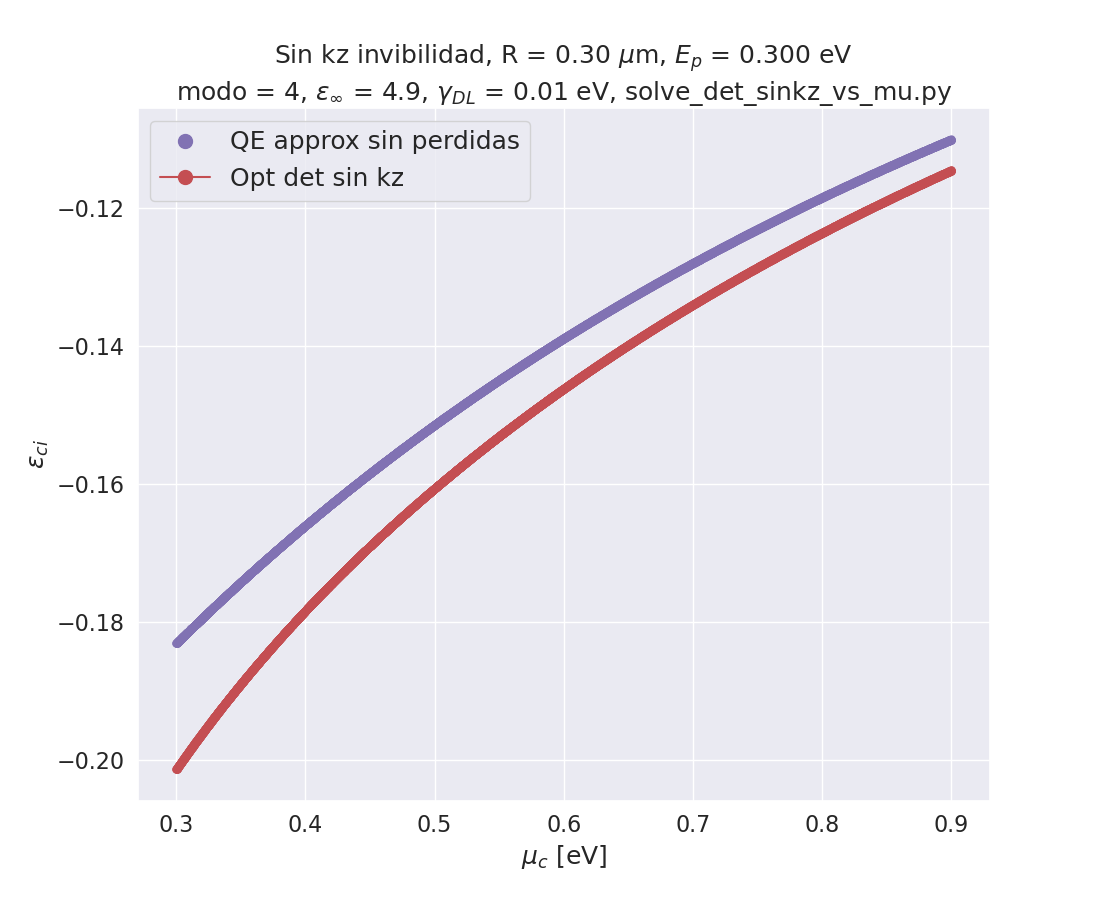 Sin kz invibilidad, R = 0.30 μm, E_p = 0.300 eV
modo = 4, ε_∞ = 4.9, γ_DL = 0.01 eV, solve_det_sinkz_vs_mu.py
QE approx sin perdidas
Opt det sin kz
−0.12
−0.14
−0.16
−0.18
−0.20
ε_ci
0.3 0.4 0.5 0.6 0.7 0.8 0.9
μ_c [eV]